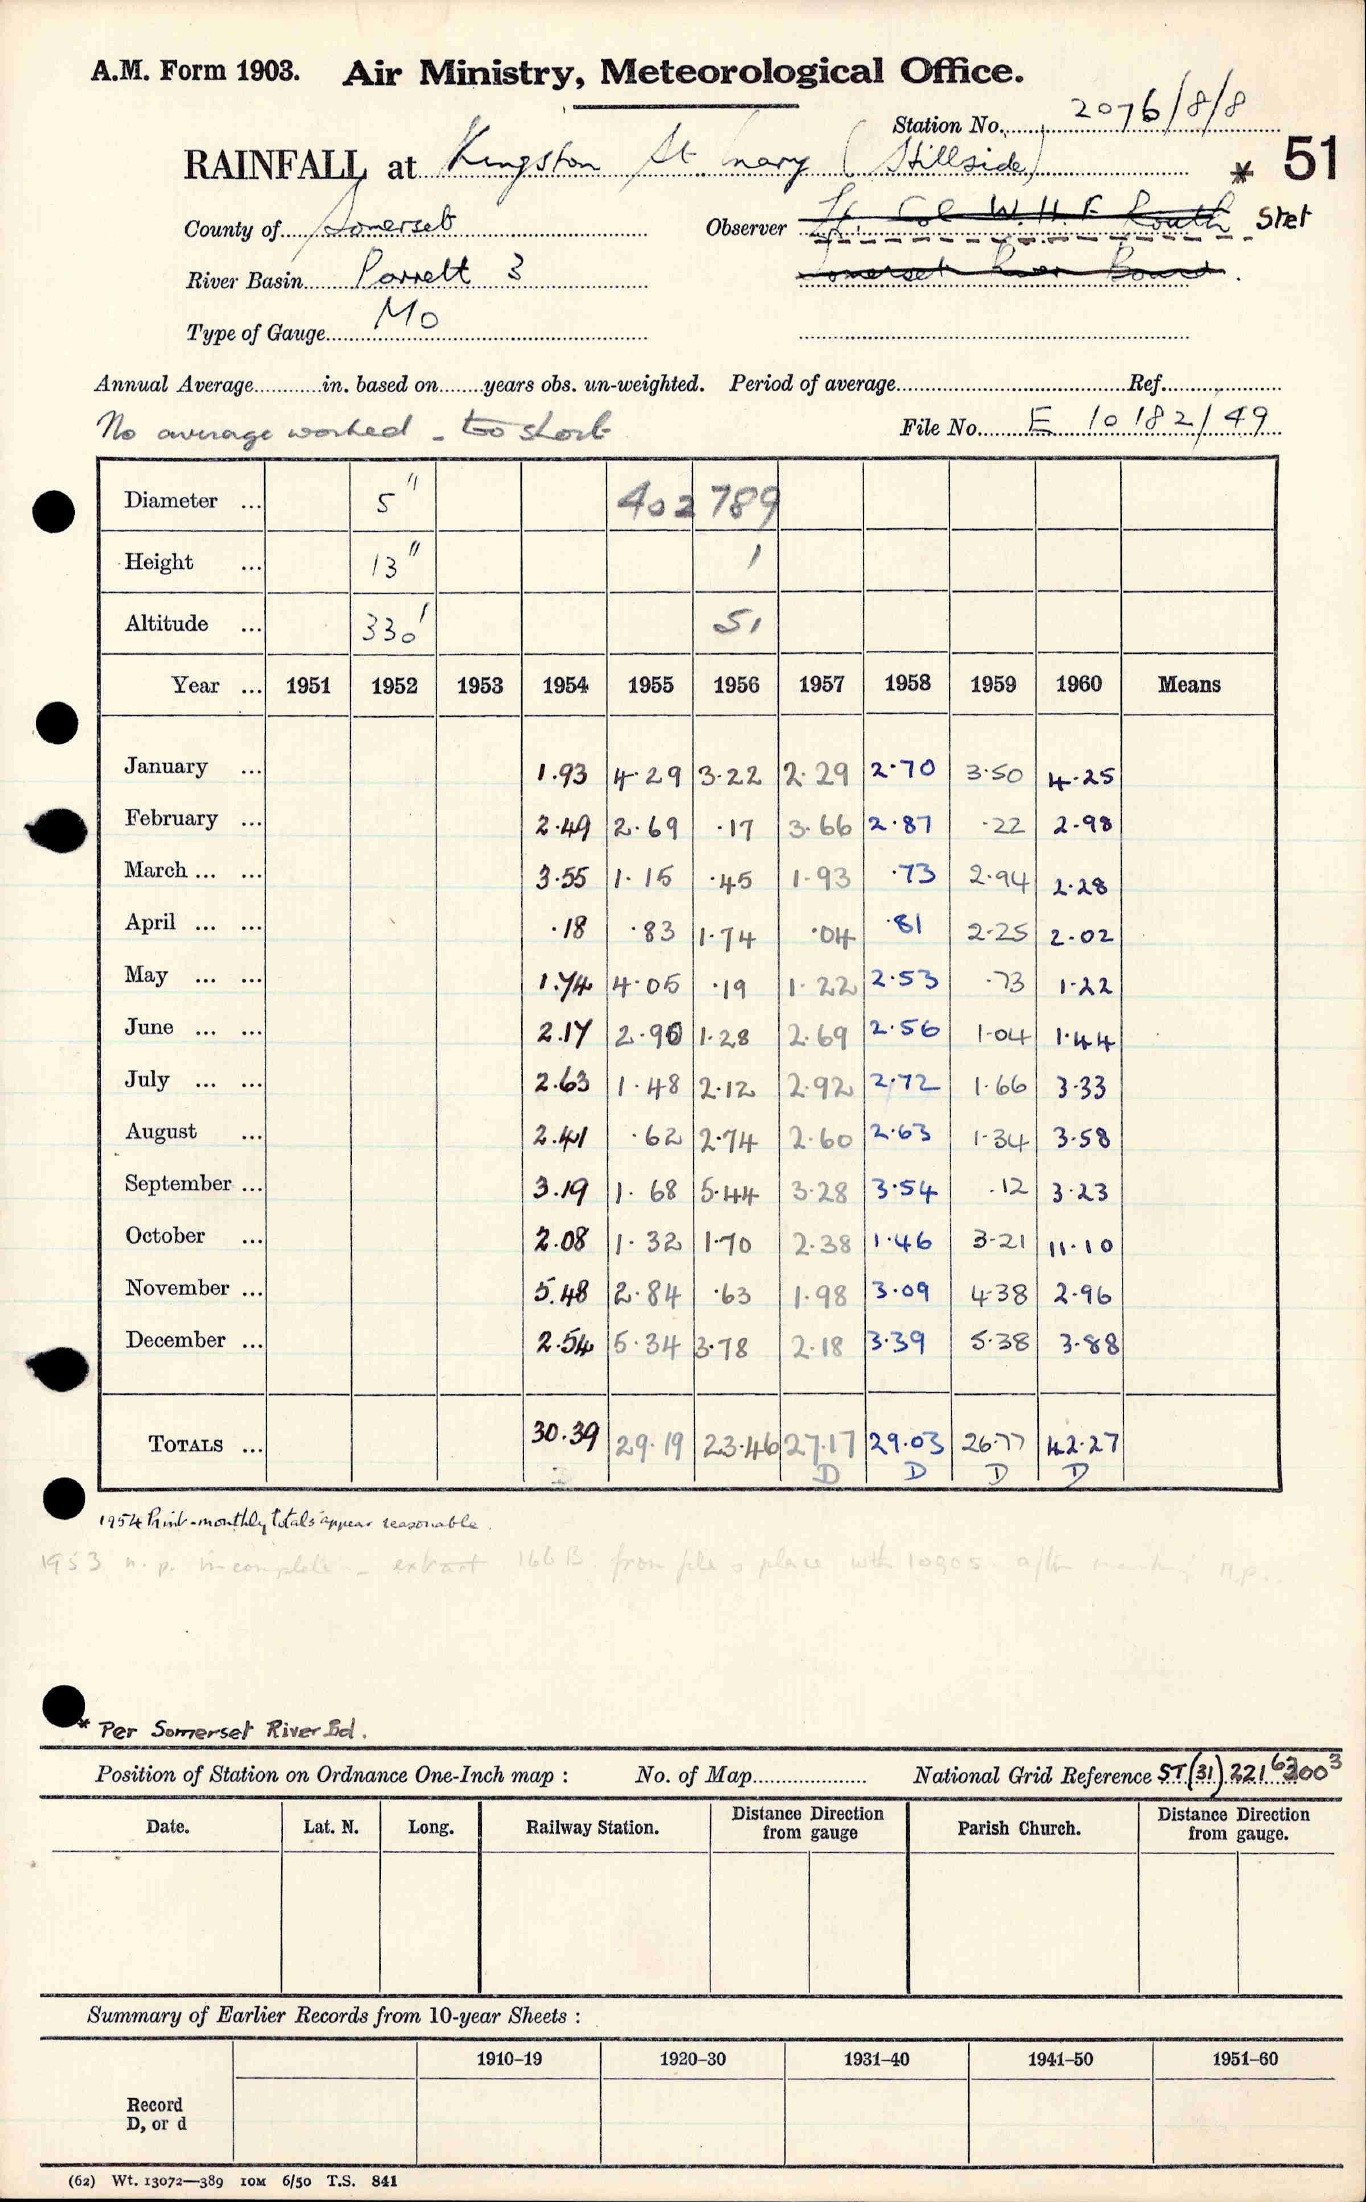 A.M. Form 1903. Air Ministry, Meteorological Office.
Station No. 2076/8/8
RAINFALL at Kingston St Mary (Hillside) * 51
County of Somerset Observer Lt. Col W.H.F. Routh Stet
River Basin Parrett 3 Somerset River Board.
Type of Gauge MO
Annual Average in. based on years obs. un-weighted. Period of average Ref.
No average worked - too short File No. E 10182/49
Diameter ... 5" 402789
Height ... 13" 1
Altitude ... 330' 51
Year ... 1951 1952 1953 1954 1955 1956 1957 1958 1959 1960 Means
January ... 1.93 4.29 3.22 2.29 2.70 3.50 4.25
February ... 2.49 2.69 .17 3.66 2.87 .22 2.98
March ... ... 3.55 1.15 .45 1.93 .73 2.94 2.28
April ... ... .18 .83 1.74 .04 .81 2.25 2.02
May ... ... 1.74 4.05 .19 1.22 2.53 .73 1.22
June ... ... 2.17 2.90 1.28 2.69 2.56 1.04 1.44
July ... ... 2.63 1.48 2.12 2.92 2.72 1.66 3.33
August ... 2.41 .62 2.74 2.60 2.63 1.34 3.58
September ... 3.19 1.68 5.44 3.28 3.54 .12 3.23
October ... 2.08 1.32 1.70 2.38 1.46 3.21 11.10
November ... 5.48 2.84 .63 1.98 3.09 4.38 2.96
December ... 2.54 5.34 3.78 2.18 3.39 5.38 3.88
TOTALS ... 30.39 29.19 23.46 27.17 29.03 26.77 42.27
D D D D
1954 Print - monthly totals appear reasonable.
1953 n.p. incomplete - extract 166B from file & place with 10905 after n.p.
* Per Somerset River Bd.
Position of Station on Ordnance One-Inch map : No. of Map National Grid Reference ST (31) 221 300
Date. Lat. N. Long. Railway Station. Distance Direction from gauge Parish Church. Distance Direction from gauge.
Summary of Earlier Records from 10-year Sheets :
1910–19 1920–30 1931–40 1941–50 1951–60
Record
D, or d
(62) Wt. 13072—389 10M 6/50 T.S. 841